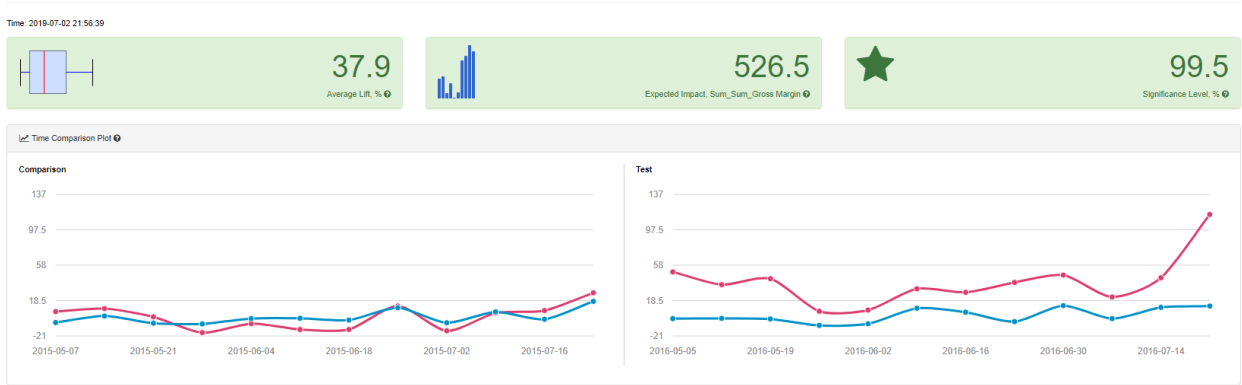 Time: 2019-07-02 21:56:39
37.9
Average Lift, %
526.5
Expected Impact, Sum_Sum_Gross Margin
99.5
Significance Level, %
Time Comparison Plot
Comparison
137
97.5
58
18.5
-21
2015-05-07 2015-05-21 2015-06-04 2015-06-18 2015-07-02 2015-07-16
Test
137
97.5
58
18.5
-21
2016-05-05 2016-05-19 2016-06-02 2016-06-16 2016-06-30 2016-07-14